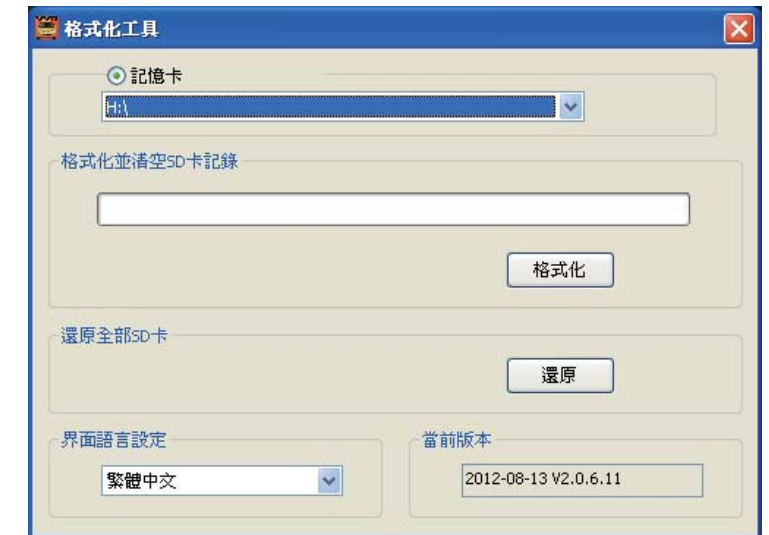 格式化工具
記憶卡
H:\
格式化並清空SD卡記錄
格式化
還原全部SD卡
還原
界面語言設定
當前版本
繁體中文
2012-08-13 V2.0.6.11